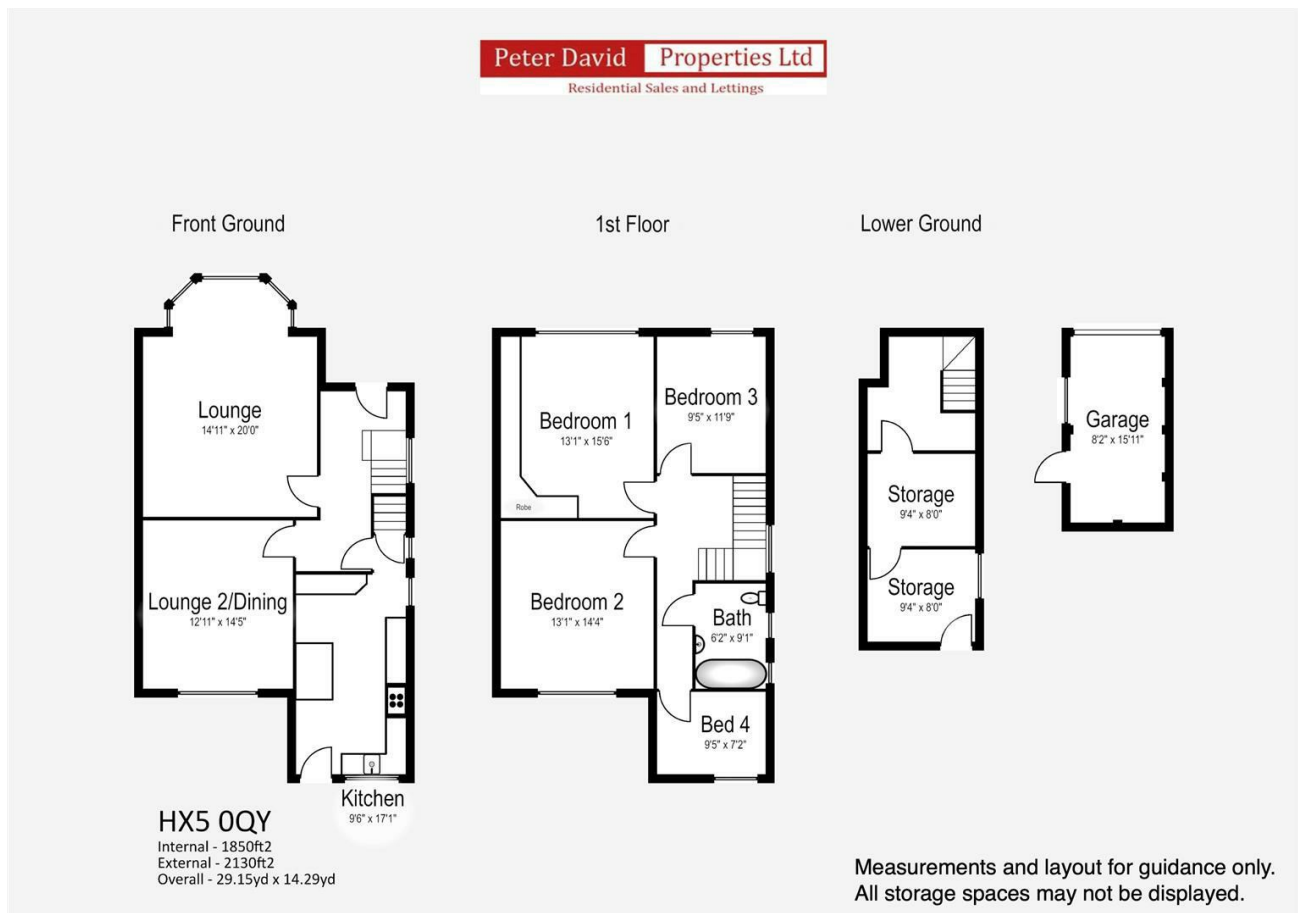 Peter David Properties Ltd
Residential Sales and Lettings
Front Ground
1st Floor
Lower Ground
Lounge
14'11" x 20'0"
Lounge 2/Dining
12'11" x 14'5"
Kitchen
9'6" x 17'1"
Bedroom 1
13'1" x 15'6"
Robe
Bedroom 3
9'5" x 11'9"
Bedroom 2
13'1" x 14'4"
Bath
6'2" x 9'1"
Bed 4
9'5" x 7'2"
Storage
9'4" x 8'0"
Storage
9'4" x 8'0"
Garage
8'2" x 15'11"
HX5 0QY
Internal - 1850ft2
External - 2130ft2
Overall - 29.15yd x 14.29yd
Measurements and layout for guidance only.
All storage spaces may not be displayed.